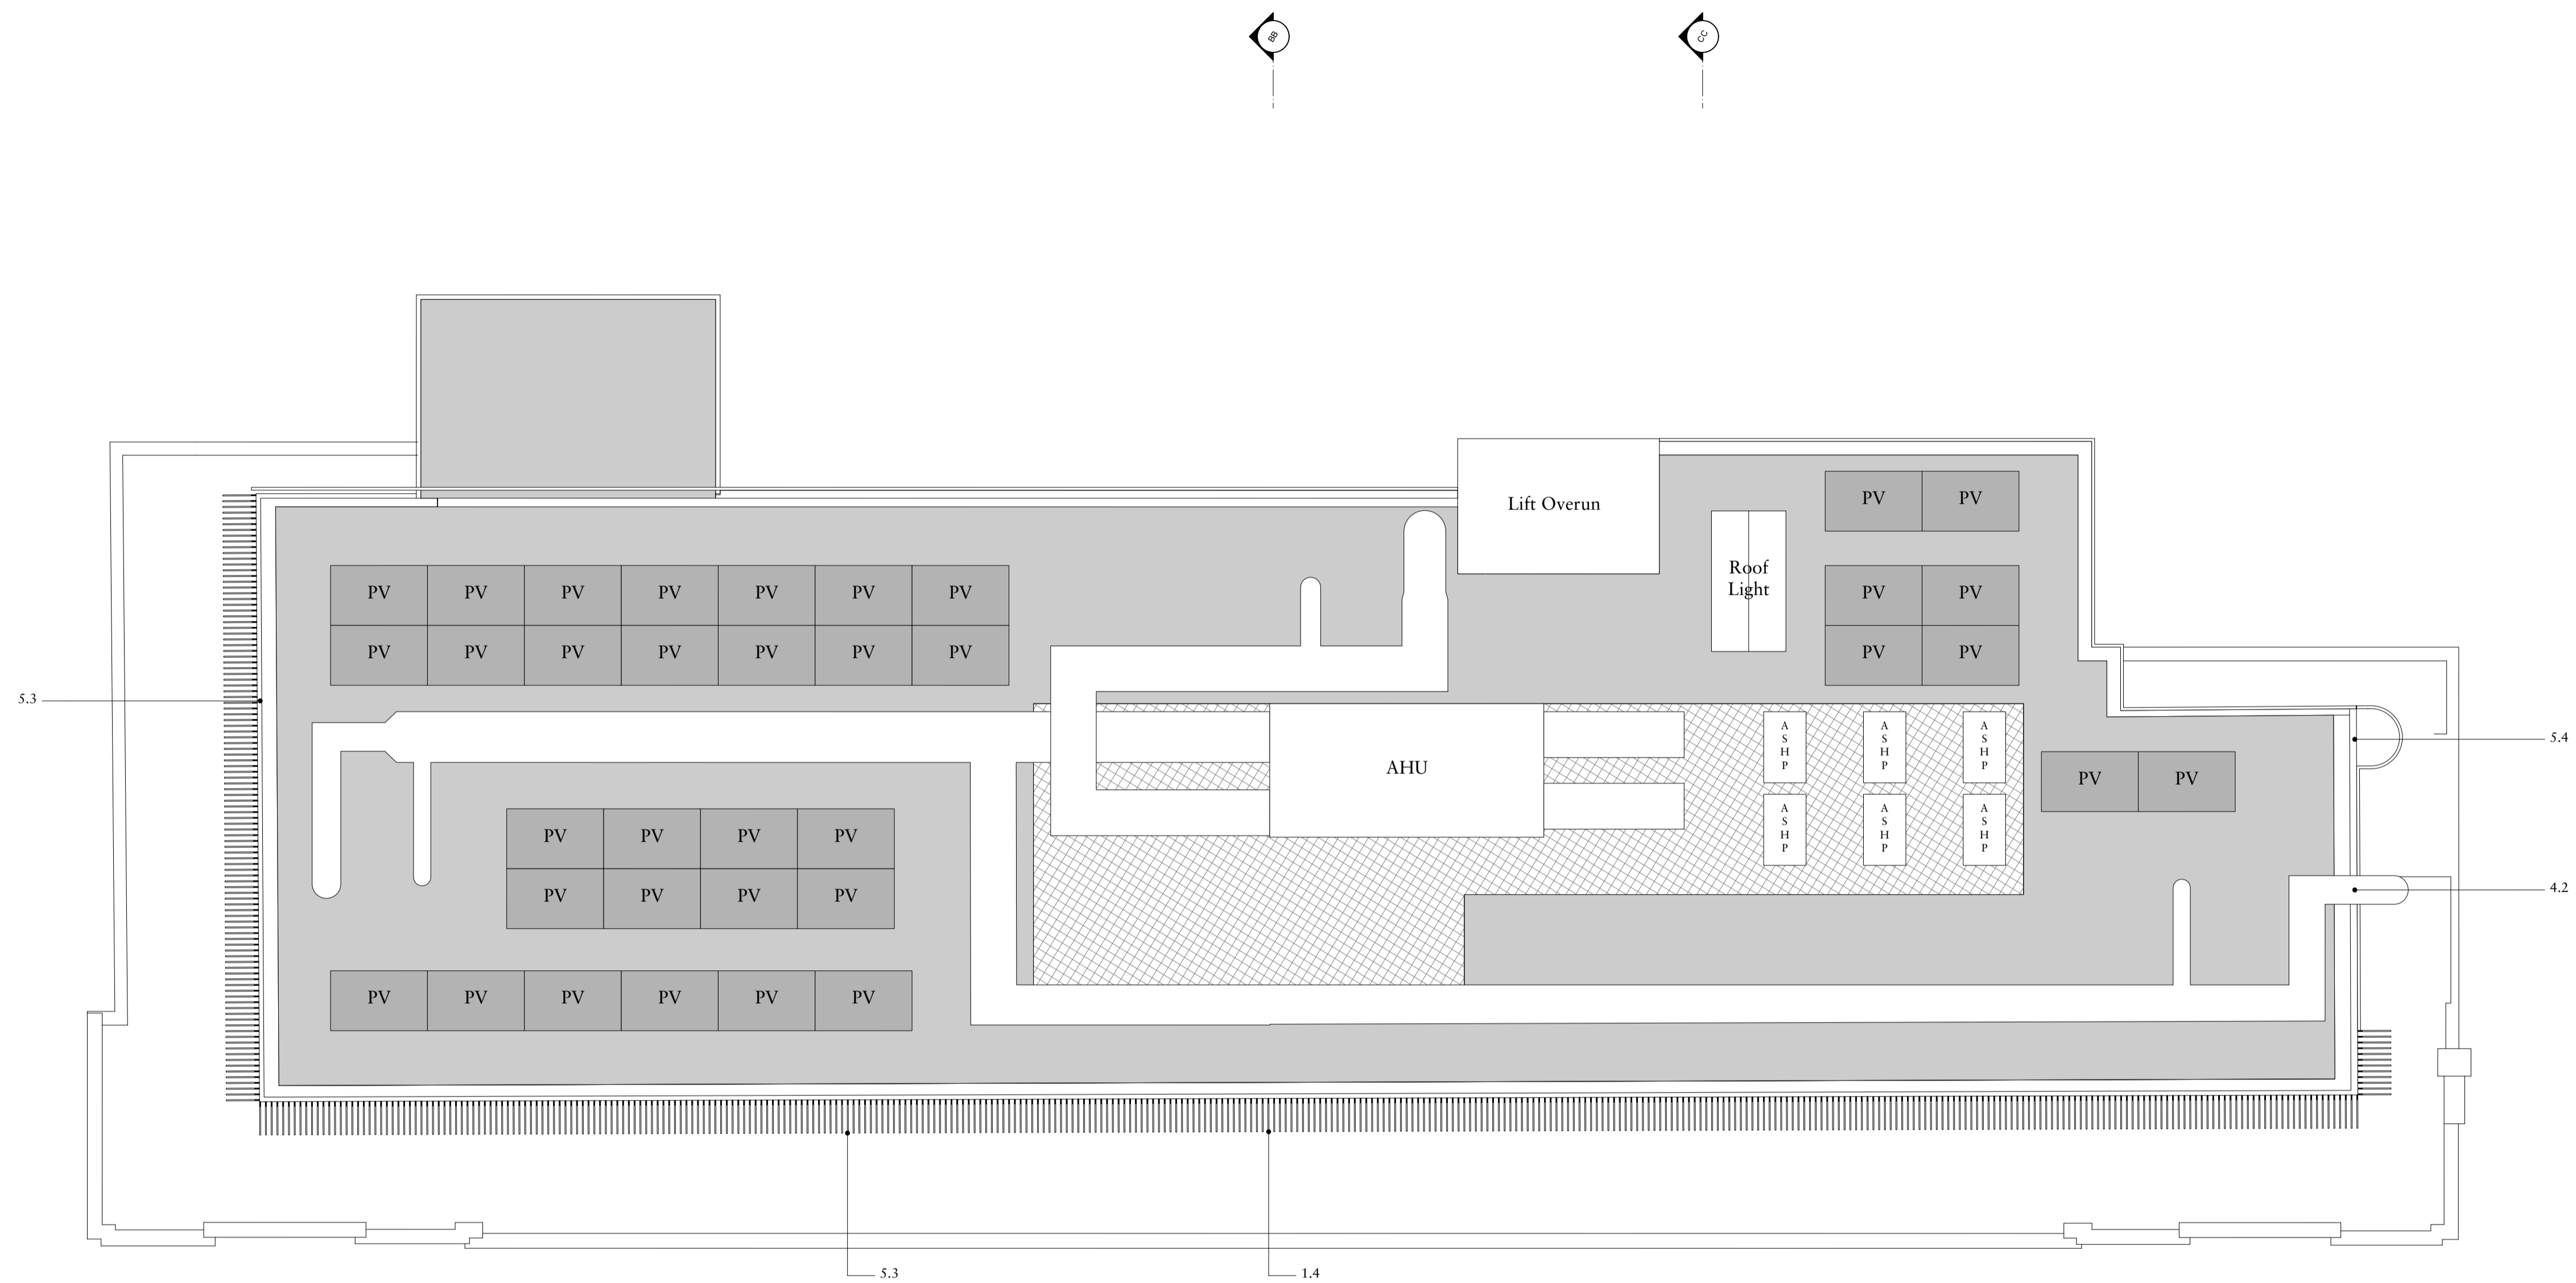 BB CC
Lift Overun
PV PV
Roof
Light
PV PV PV PV PV PV PV PV PV
PV PV PV PV PV PV PV PV PV
5.3
A A A
S S S
H H H
P P P
5.4
AHU
PV PV
A A A
S S S
H H H
P P P
PV PV PV PV
4.2
PV PV PV PV
PV PV PV PV PV PV
5.3 1.4